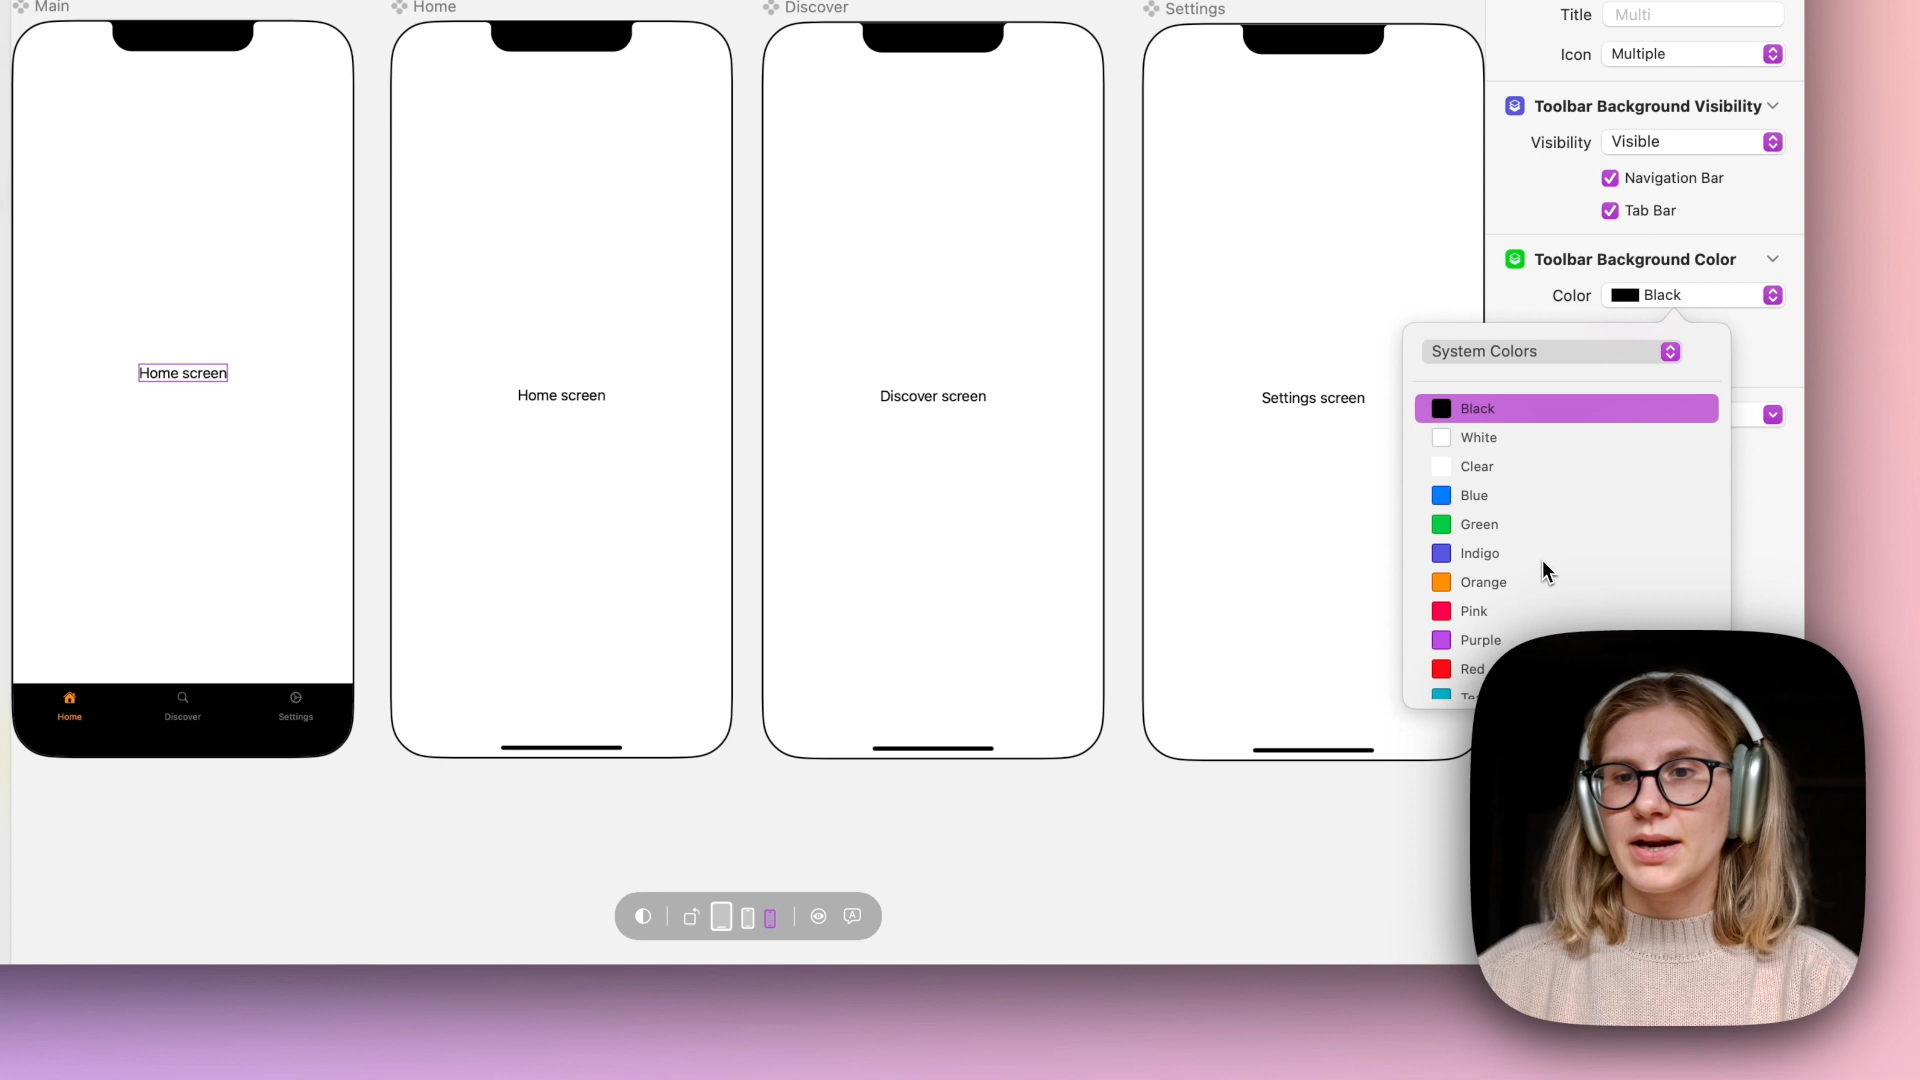 Main
Home
Discover
Settings
Title Multi
Icon Multiple
Toolbar Background Visibility
Visibility Visible
Navigation Bar
Tab Bar
Toolbar Background Color
Color Black
System Colors
Black
White
Clear
Blue
Green
Indigo
Orange
Pink
Purple
Red
Home screen
Home screen
Discover screen
Settings screen
Home
Discover
Settings
A